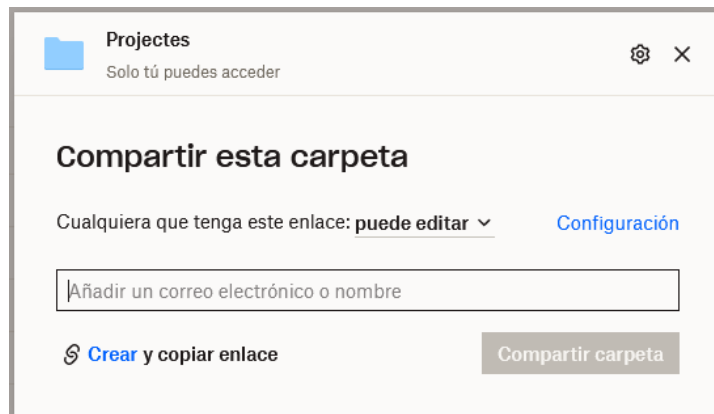 Projectes
Solo tú puedes acceder
Compartir esta carpeta
Cualquiera que tenga este enlace: puede editar Configuración
Añadir un correo electrónico o nombre
Crear y copiar enlace Compartir carpeta